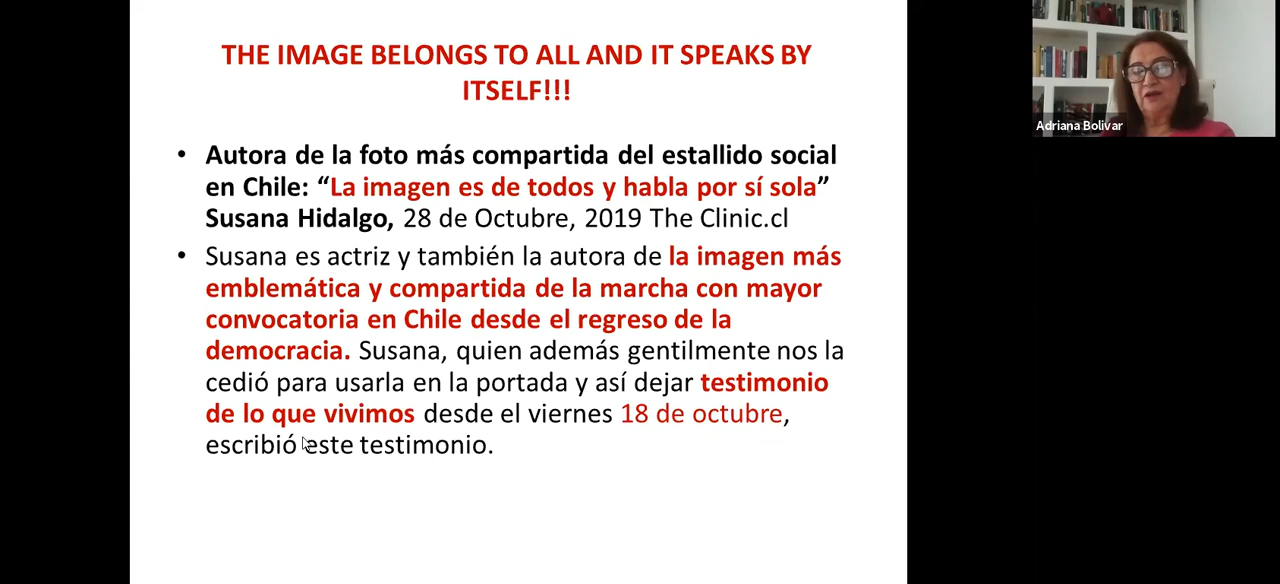 THE IMAGE BELONGS TO ALL AND IT SPEAKS BY
ITSELF!!!
• Autora de la foto más compartida del estallido social
en Chile: “La imagen es de todos y habla por sí sola”
Susana Hidalgo, 28 de Octubre, 2019 The Clinic.cl
• Susana es actriz y también la autora de la imagen más
emblemática y compartida de la marcha con mayor
convocatoria en Chile desde el regreso de la
democracia. Susana, quien además gentilmente nos la
cedió para usarla en la portada y así dejar testimonio
de lo que vivimos desde el viernes 18 de octubre,
escribió este testimonio.
Adriana Bolivar